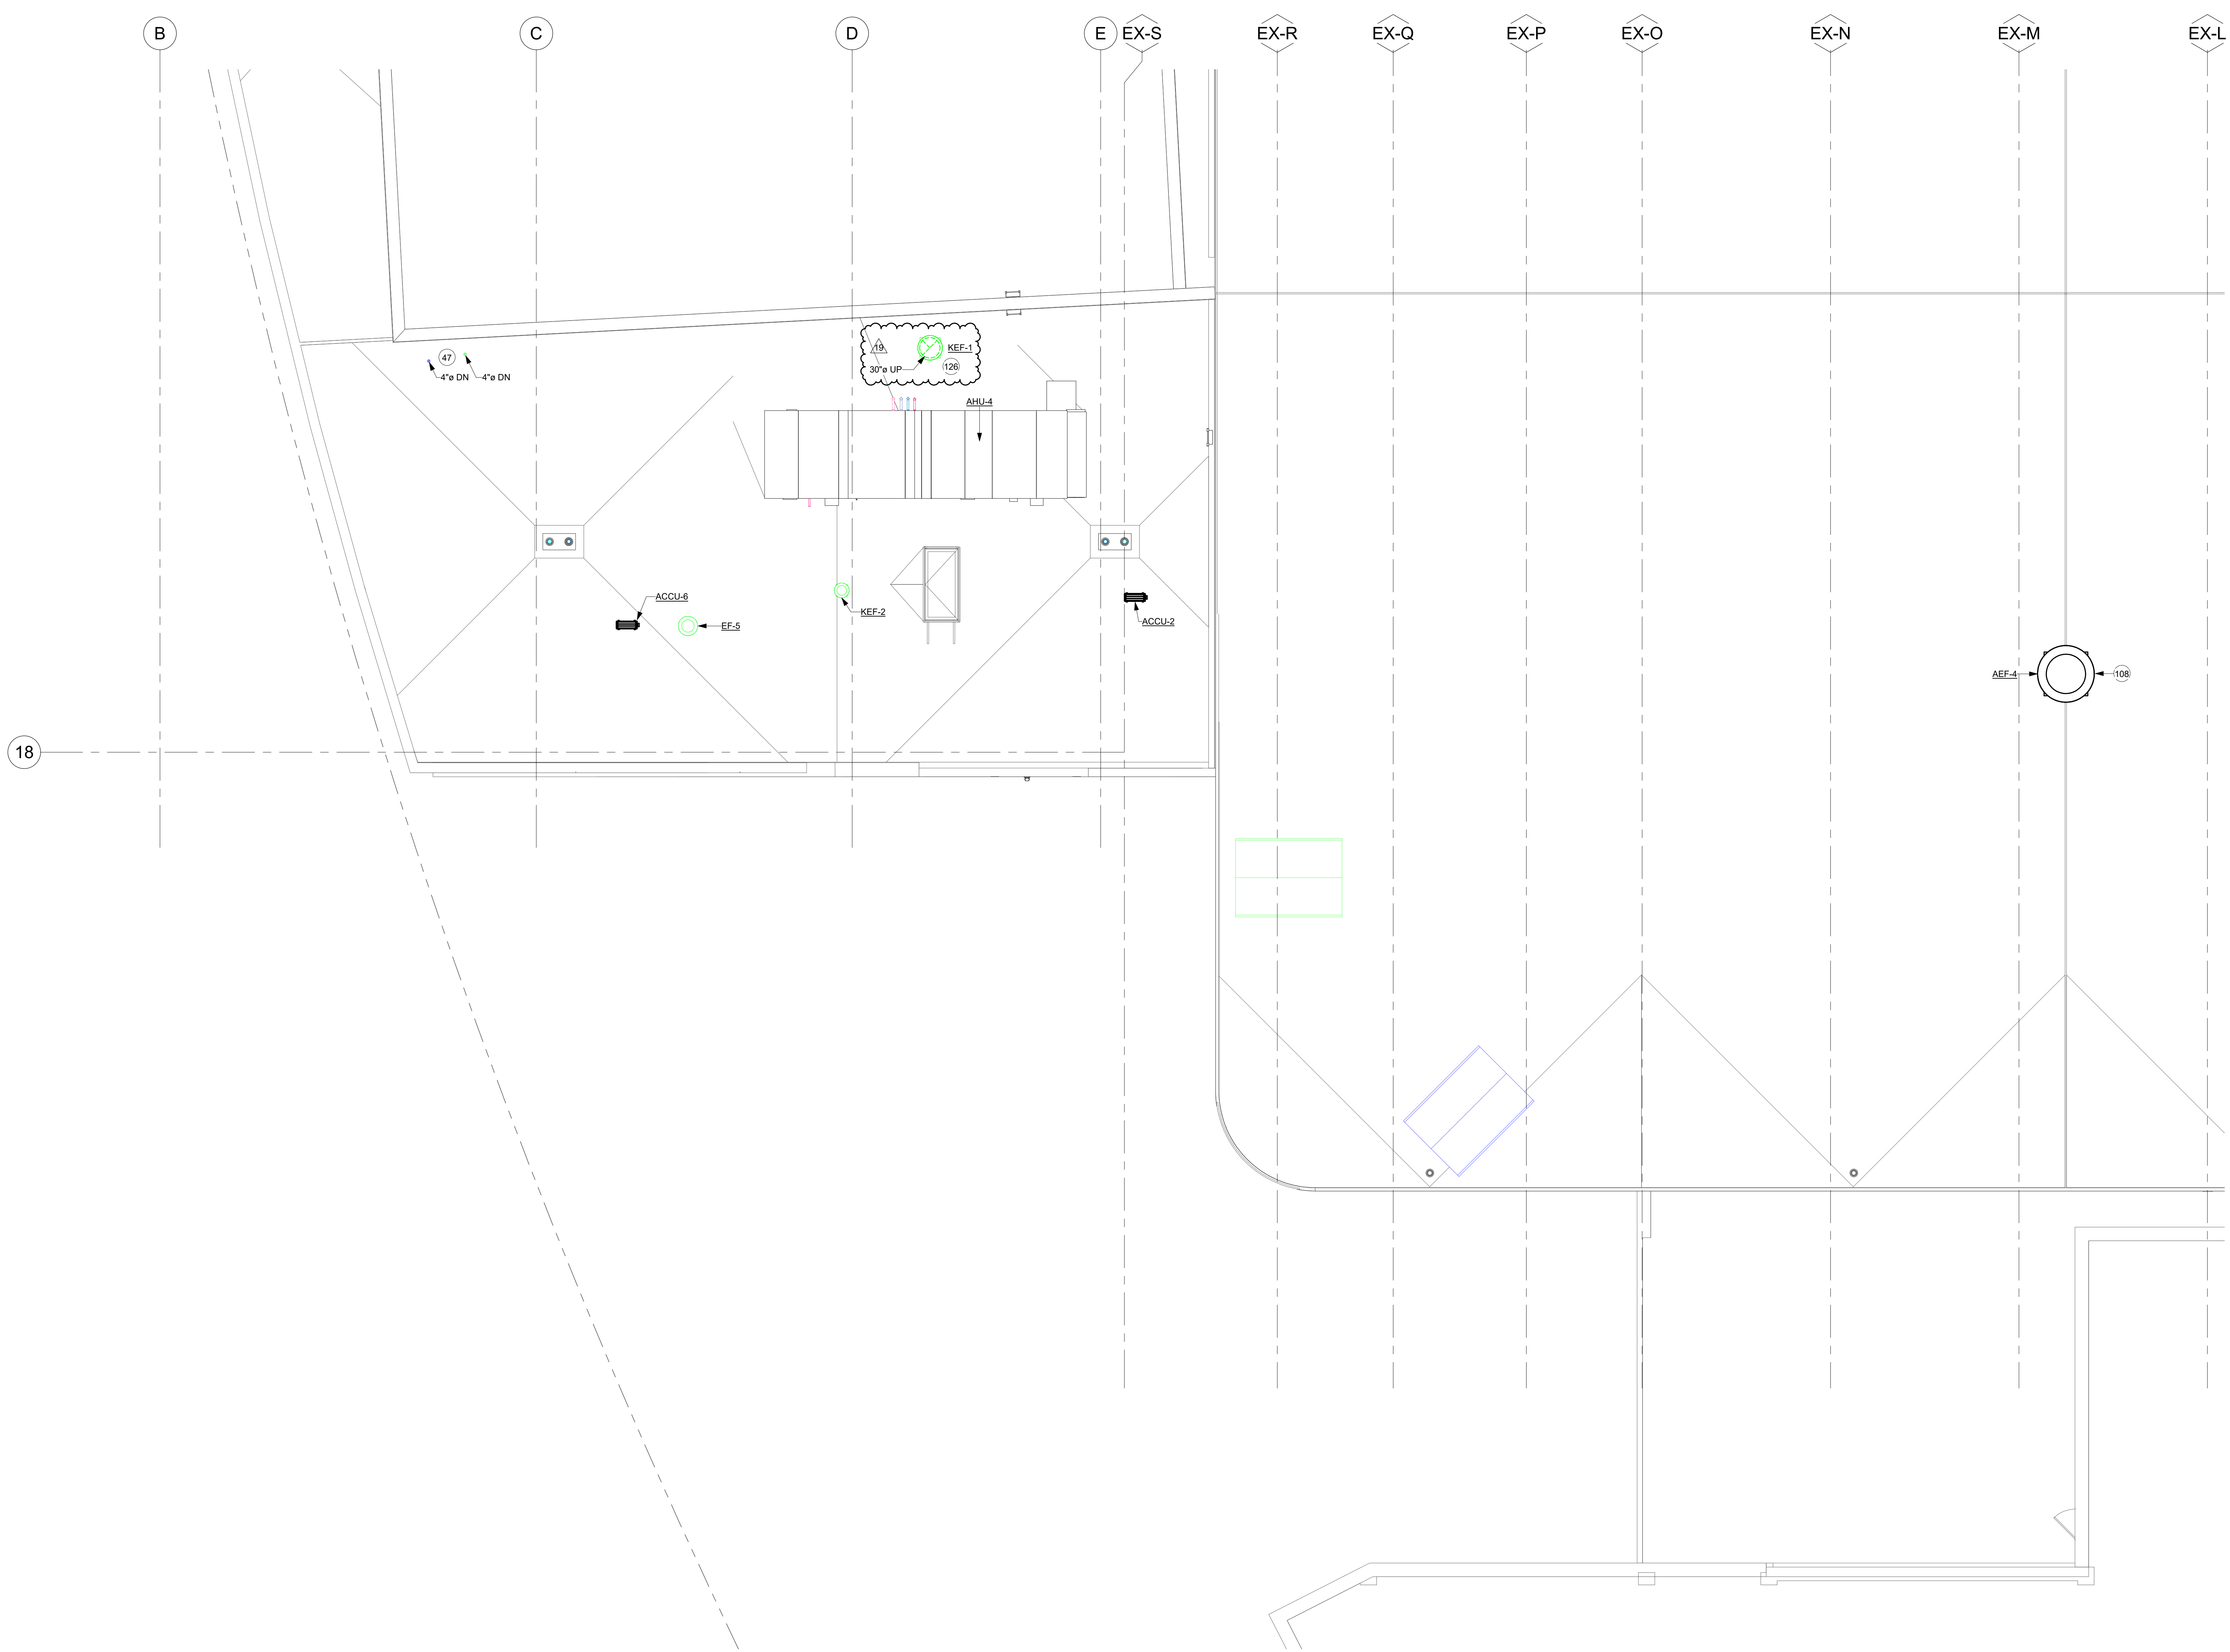 B
C
D
E
EX-S
EX-R
EX-Q
EX-P
EX-O
EX-N
EX-M
EX-L
19
KEF-1
30"ø UP
126
47
4"ø DN
4"ø DN
AHU-4
ACCU-6
EF-5
KEF-2
ACCU-2
AEF-4
108
18